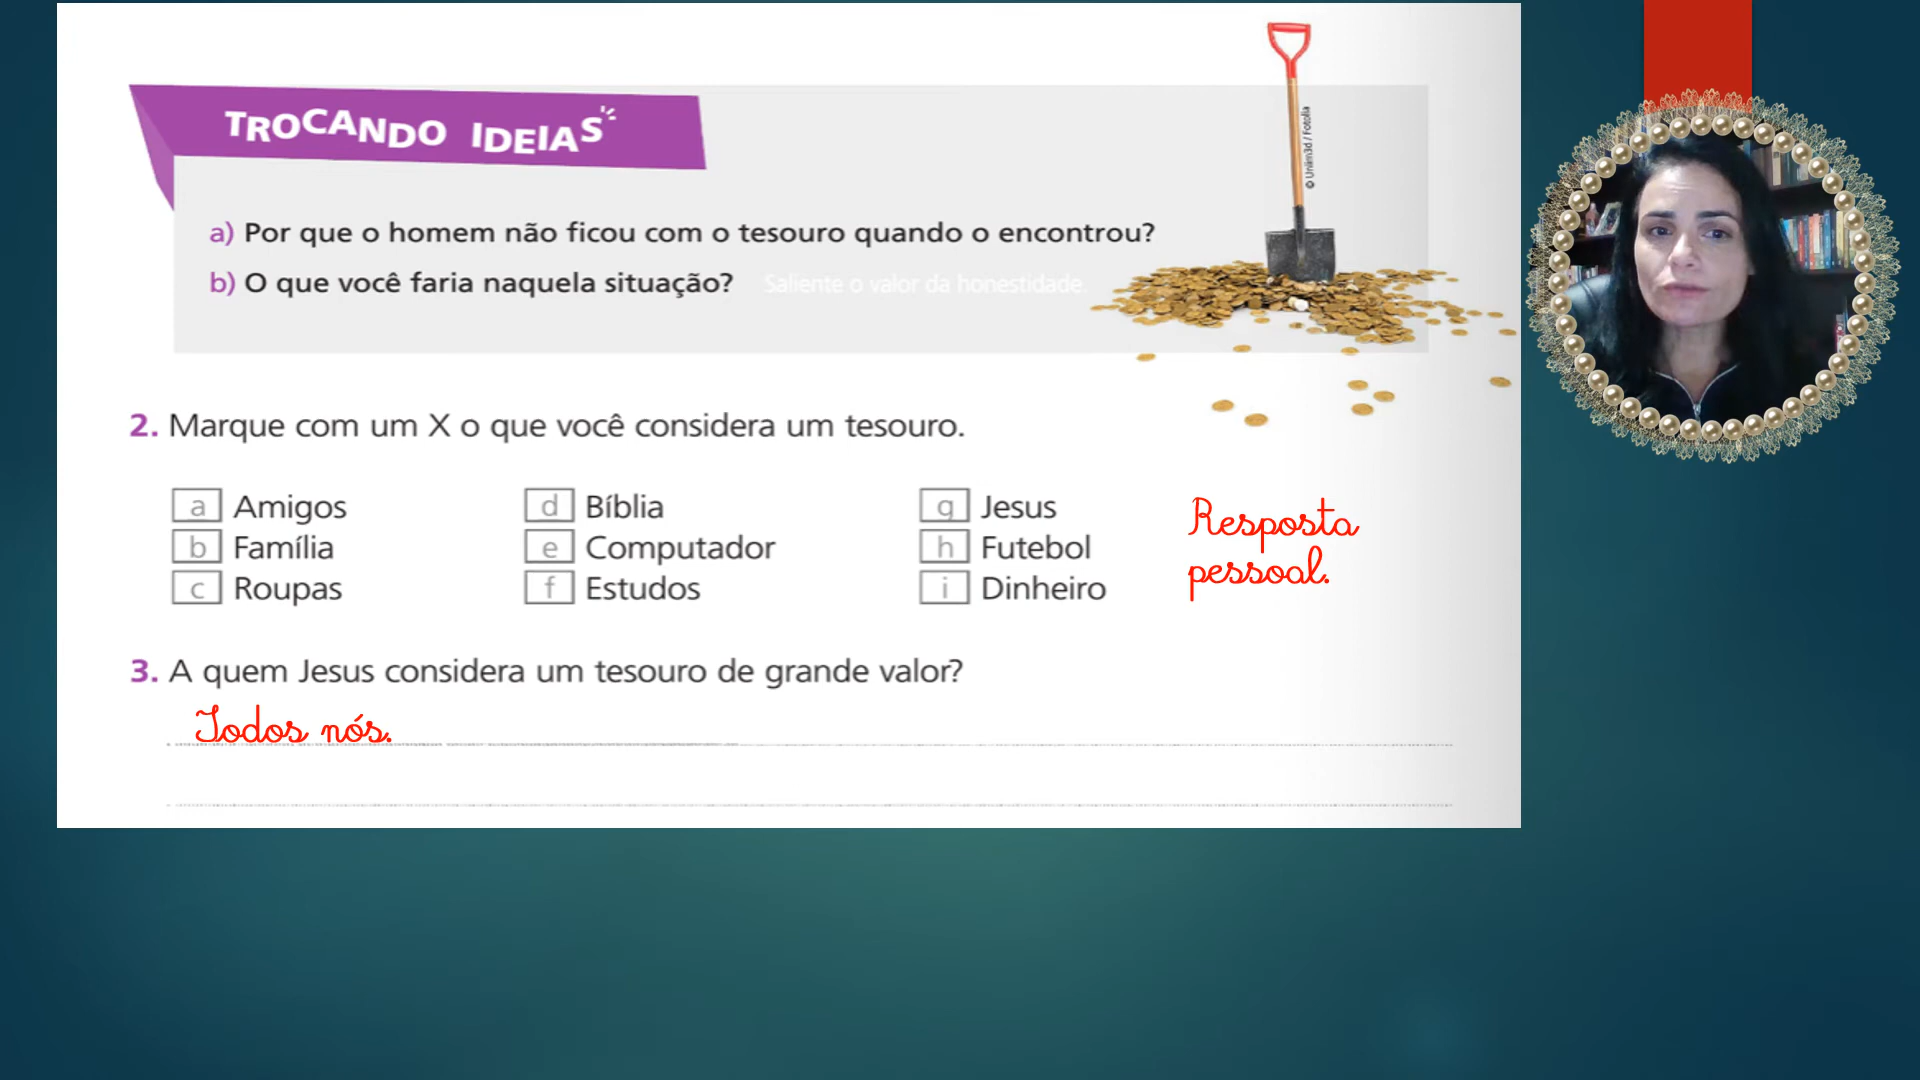 TROCANDO IDEIAS
© Unlim3d / Fotolia
a) Por que o homem não ficou com o tesouro quando o encontrou?
b) O que você faria naquela situação? Saliente o valor da honestidade.
2. Marque com um X o que você considera um tesouro.
a Amigos
b Família
c Roupas
d Bíblia
e Computador
f Estudos
g Jesus
h Futebol
i Dinheiro
Resposta
pessoal.
3. A quem Jesus considera um tesouro de grande valor?
Todos nós.